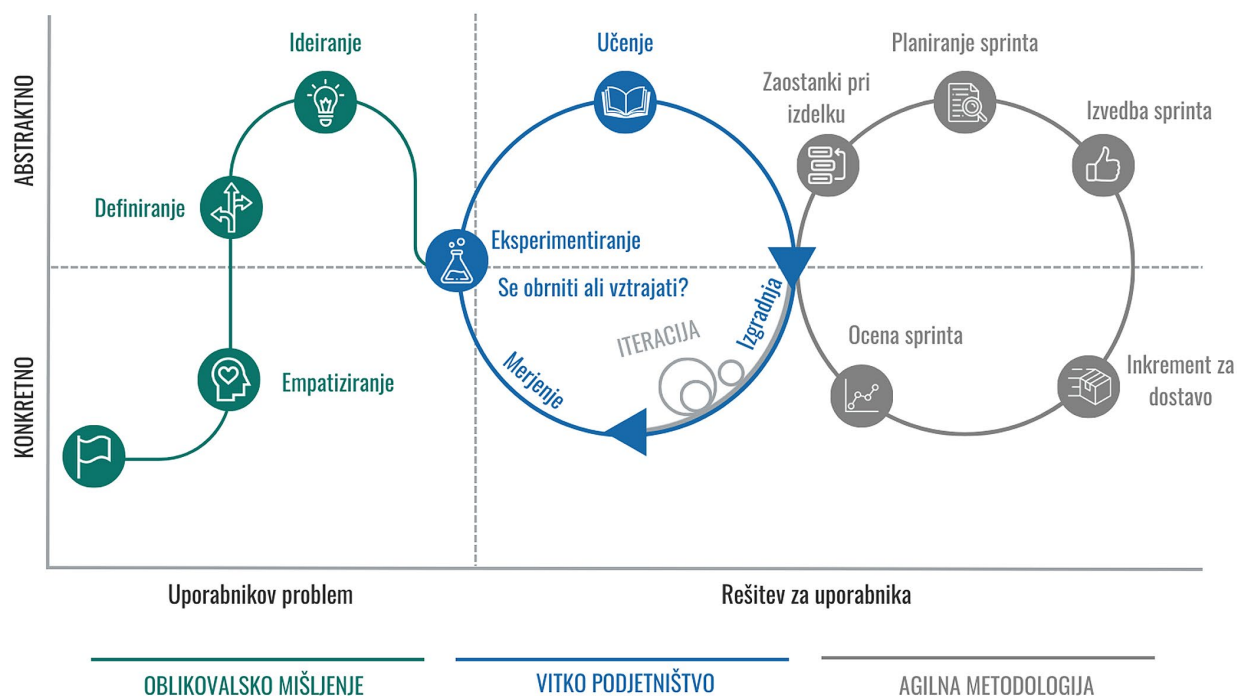 Ideiranje
Učenje
Planiranje sprinta
Zaostanki pri
izdelku
Izvedba sprinta
ABSTRAKTNO
Definiranje
Eksperimentiranje
Se obrniti ali vztrajati?
Izgradnja
ITERACIJA
Merjenje
Ocena sprinta
Inkrement za
dostavo
Empatiziranje
KONKRETNO
Uporabnikov problem
Rešitev za uporabnika
OBLIKOVALSKO MIŠLJENJE
VITKO PODJETNIŠTVO
AGILNA METODOLOGIJA